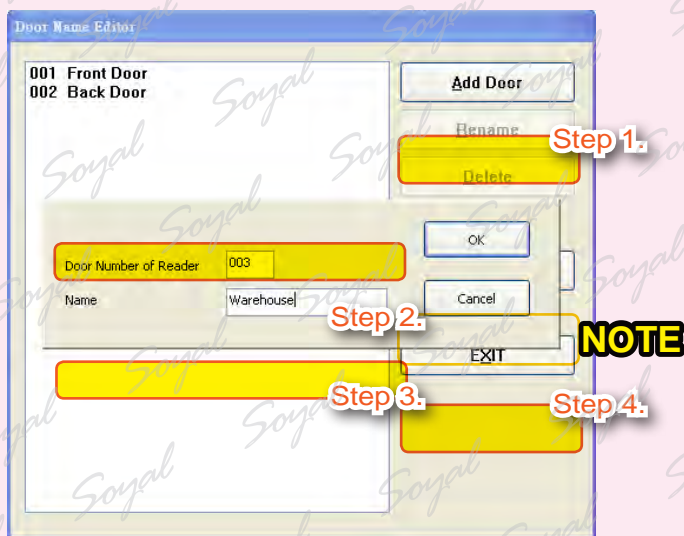 Door Name Editor
001 Front Door
002 Back Door
Add Door
Rename
Step 1.
Delete
OK
Door Number of Reader 003
Name Warehouse
Cancel
Step 2.
EXIT
NOTE
Step 3.
Step 4.
Soyal